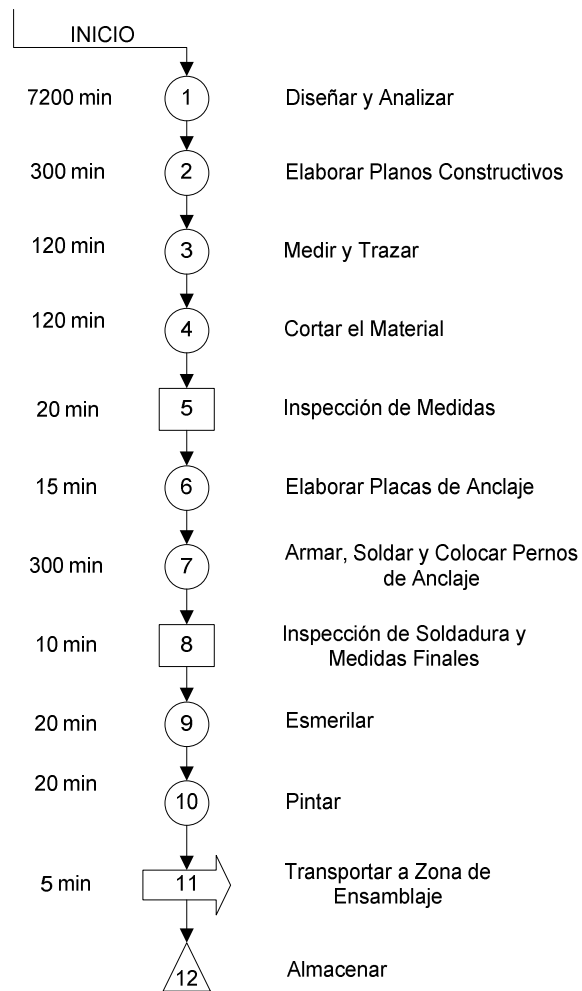 INICIO
7200 min 1 Diseñar y Analizar
300 min 2 Elaborar Planos Constructivos
120 min 3 Medir y Trazar
120 min 4 Cortar el Material
20 min 5 Inspección de Medidas
15 min 6 Elaborar Placas de Anclaje
300 min 7 Armar, Soldar y Colocar Pernos
de Anclaje
10 min 8 Inspección de Soldadura y
Medidas Finales
20 min 9 Esmerilar
20 min 10 Pintar
5 min 11 Transportar a Zona de
Ensamblaje
12 Almacenar